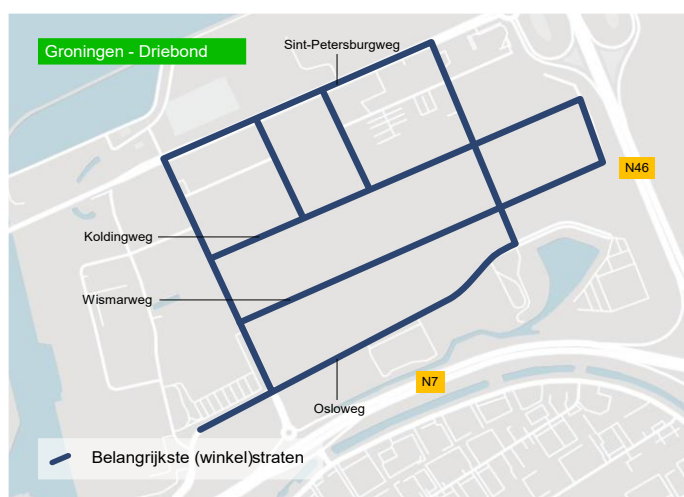 Groningen - Driebond
Sint-Petersburgweg
N46
Koldingweg
Wismarweg
N7
Osloweg
Belangrijkste (winkel)straten